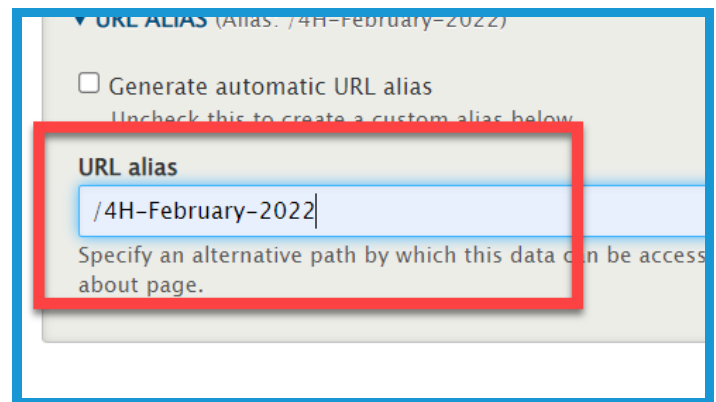 ▼ URL ALIAS (Alias: /4H-February-2022)
Generate automatic URL alias
Uncheck this to create a custom alias below
URL alias
/4H-February-2022
Specify an alternative path by which this data can be access
about page.